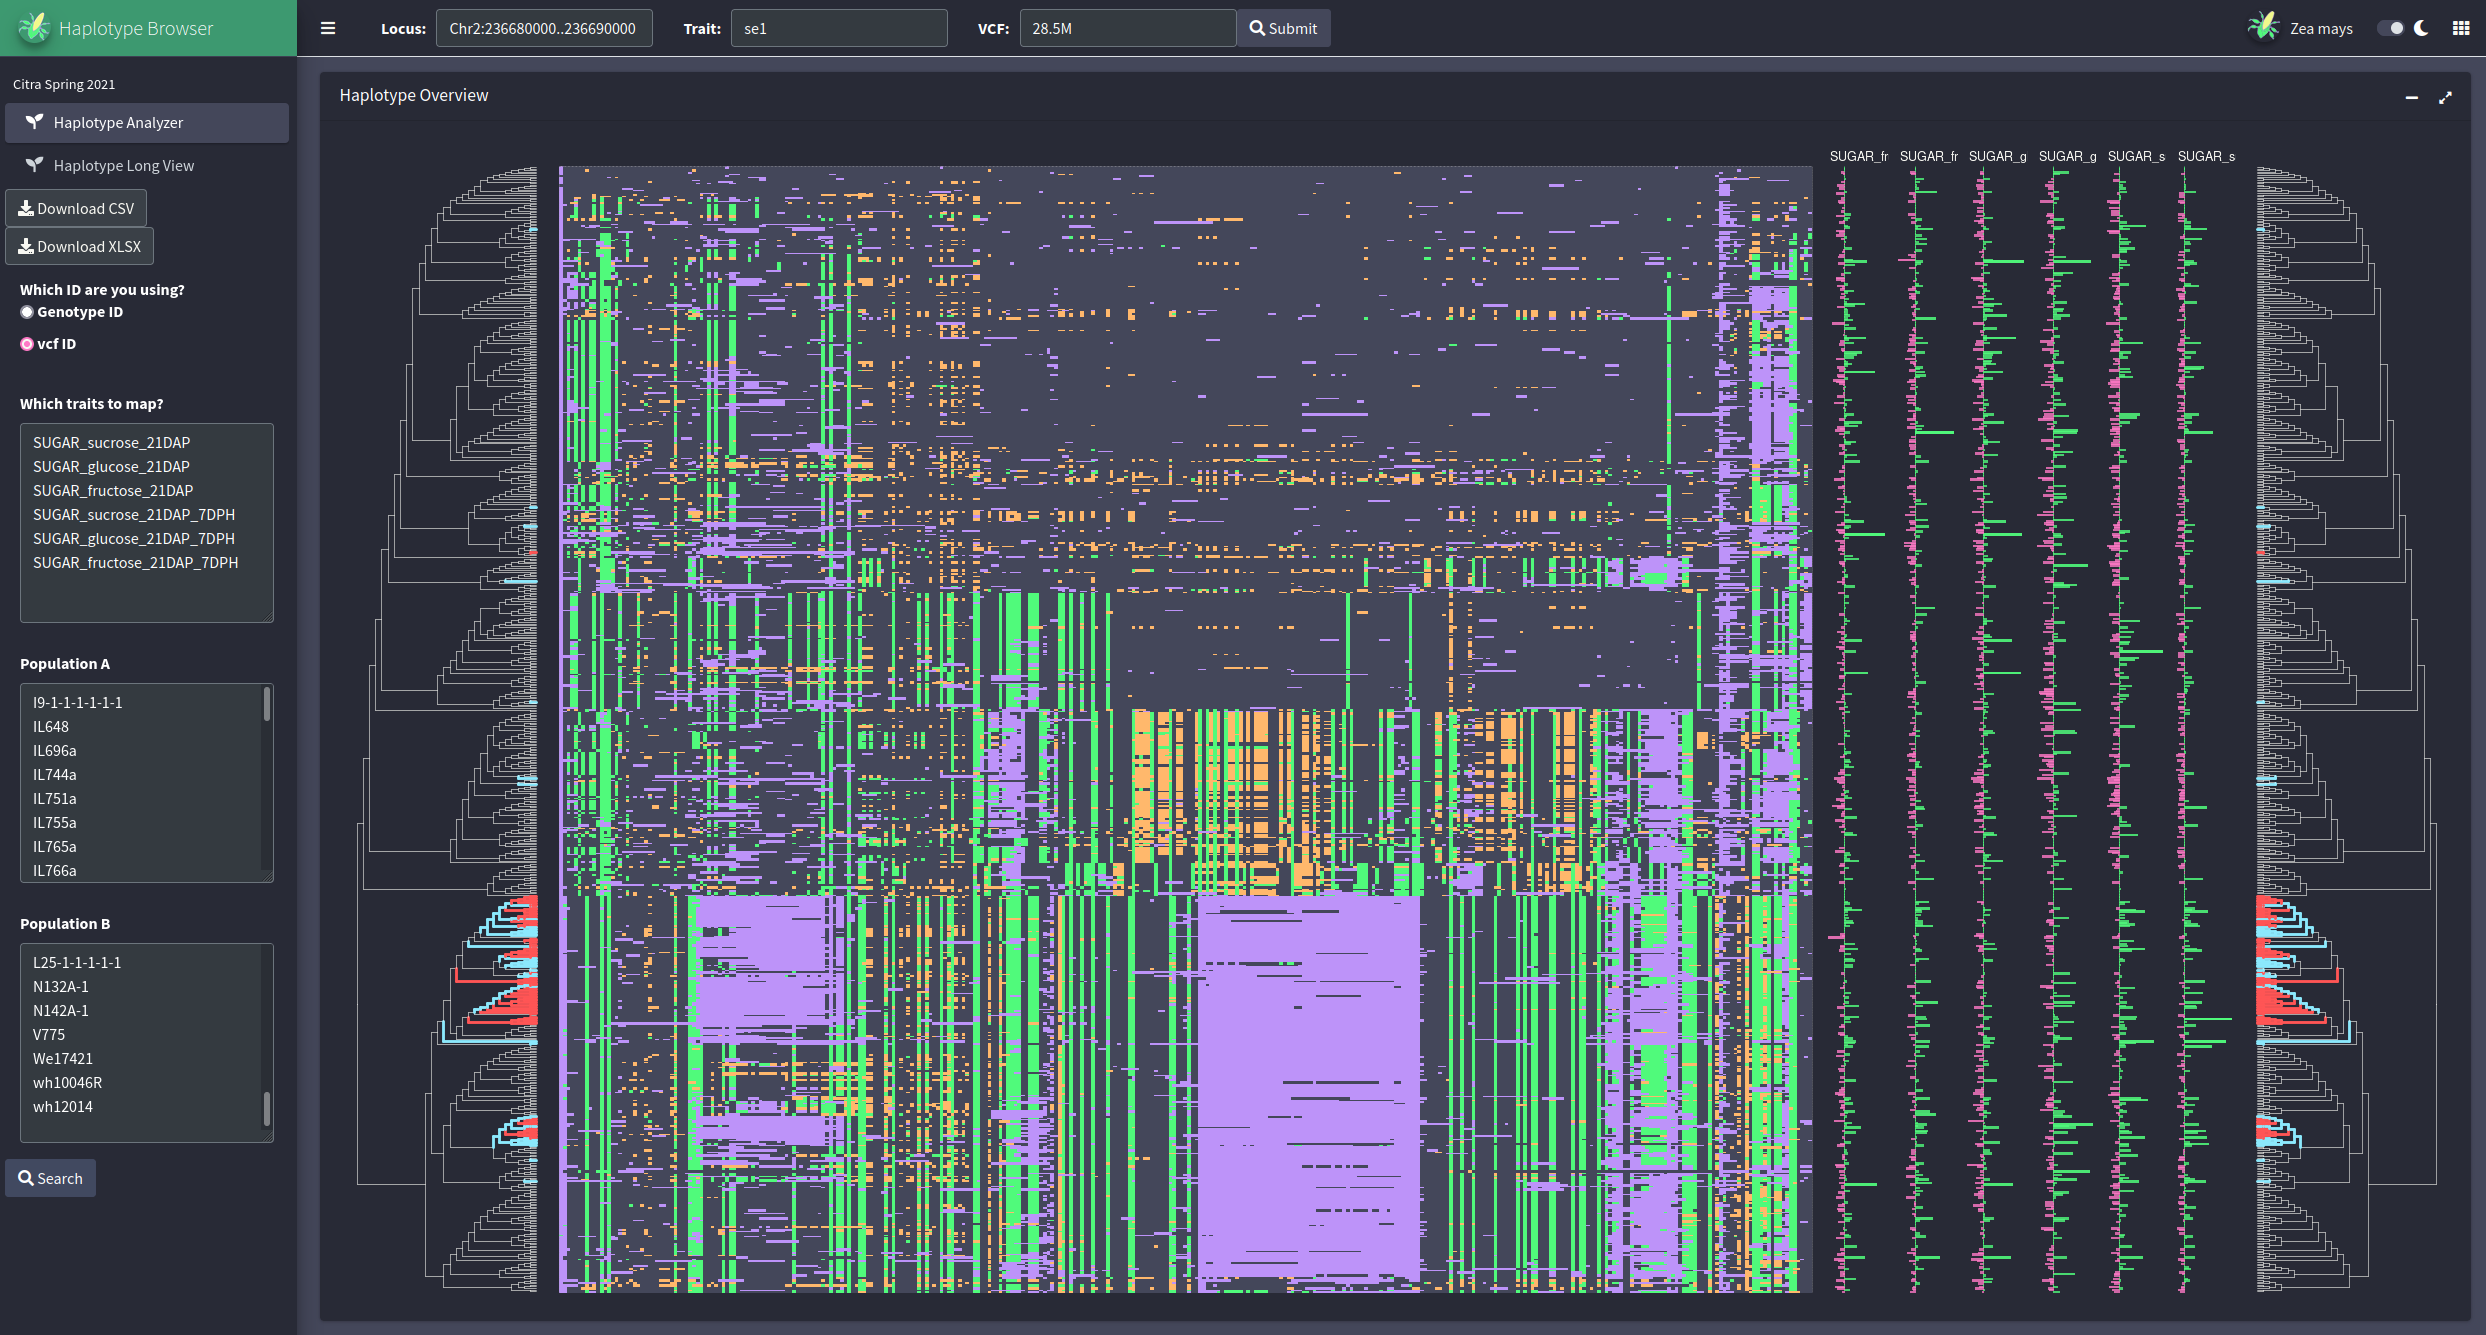 Haplotype Browser
Locus: Chr2:236680000..236690000 Trait: se1 VCF: 28.5M Submit
Zea mays
Citra Spring 2021
Haplotype Analyzer
Haplotype Long View
Download CSV
Download XLSX
Which ID are you using?
Genotype ID
vcf ID
Which traits to map?
SUGAR_sucrose_21DAP
SUGAR_glucose_21DAP
SUGAR_fructose_21DAP
SUGAR_sucrose_21DAP_7DPH
SUGAR_glucose_21DAP_7DPH
SUGAR_fructose_21DAP_7DPH
Population A
I9-1-1-1-1-1-1
IL648
IL696a
IL744a
IL751a
IL755a
IL765a
IL766a
Population B
L25-1-1-1-1-1
N132A-1
N142A-1
V775
We17421
wh10046R
wh12014
Search
Haplotype Overview
SUGAR_fr SUGAR_fr SUGAR_g SUGAR_g SUGAR_s SUGAR_s